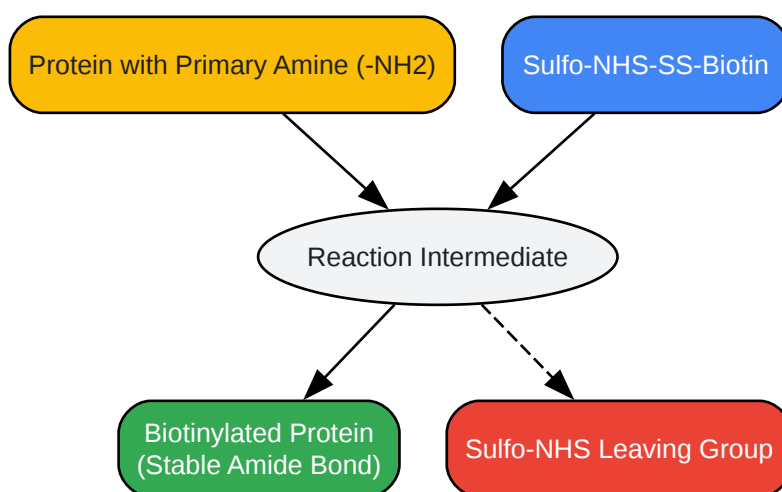 Protein with Primary Amine (-NH2)
Sulfo-NHS-SS-Biotin
Reaction Intermediate
Biotinylated Protein
(Stable Amide Bond)
Sulfo-NHS Leaving Group